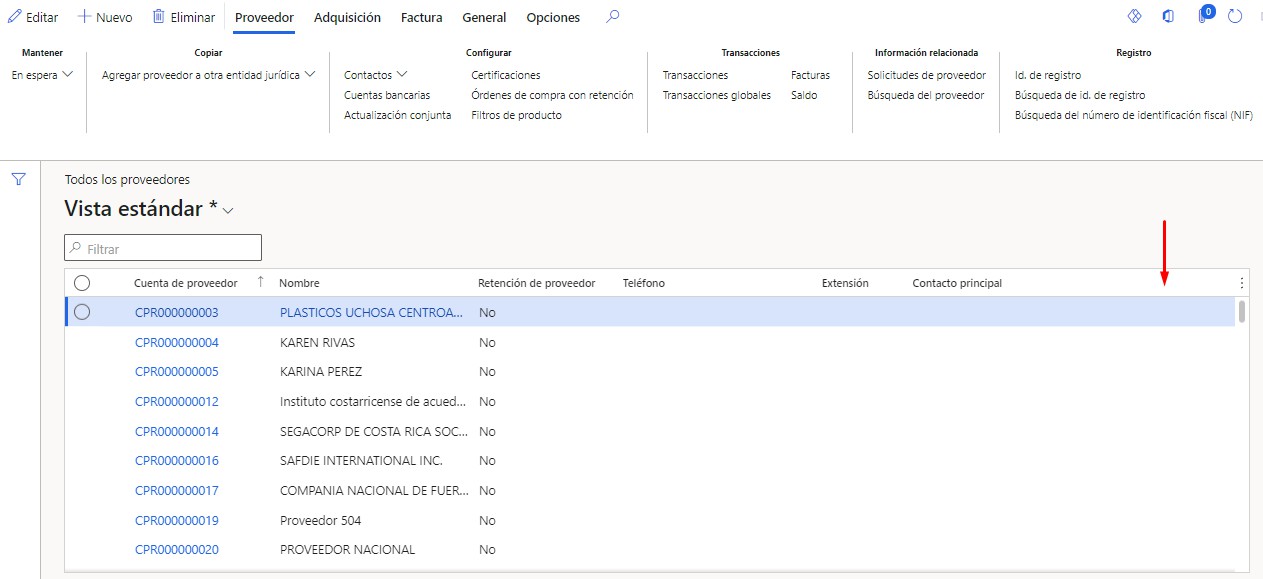 Editar Nuevo Eliminar Proveedor Adquisición Factura General Opciones 0
Mantener Copiar Configurar Transacciones Información relacionada Registro
En espera Agregar proveedor a otra entidad jurídica Contactos Certificaciones Transacciones Facturas Solicitudes de proveedor Id. de registro
Cuentas bancarias Órdenes de compra con retención Transacciones globales Saldo Búsqueda del proveedor Búsqueda de id. de registro
Actualización conjunta Filtros de producto Búsqueda del número de identificación fiscal (NIF)
Todos los proveedores
Vista estándar *
Filtrar
Cuenta de proveedor Nombre Retención de proveedor Teléfono Extensión Contacto principal
CPR000000003 PLASTICOS UCHOSA CENTROA... No
CPR000000004 KAREN RIVAS No
CPR000000005 KARINA PEREZ No
CPR000000012 Instituto costarricense de acued... No
CPR000000014 SEGACORP DE COSTA RICA SOC... No
CPR000000016 SAFDIE INTERNATIONAL INC. No
CPR000000017 COMPANIA NACIONAL DE FUER... No
CPR000000019 Proveedor 504 No
CPR000000020 PROVEEDOR NACIONAL No